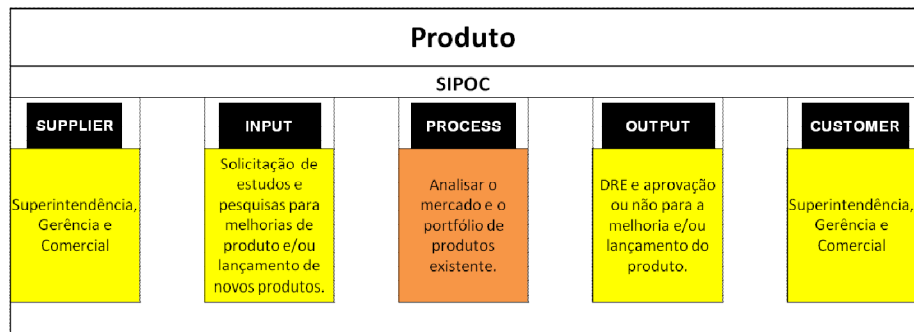 Produto
SIPOC
SUPPLIER
INPUT
PROCESS
OUTPUT
CUSTOMER
Superintendência,
Gerência e
Comercial
Solicitação de
estudos e
pesquisas para
melhorias de
produto e/ou
lançamento de
novos produtos.
Analisar o
mercado e o
portfólio de
produtos
existente.
DRE e aprovação
ou não para a
melhoria e/ou
lançamento do
produto.
Superintendência,
Gerência e
Comercial